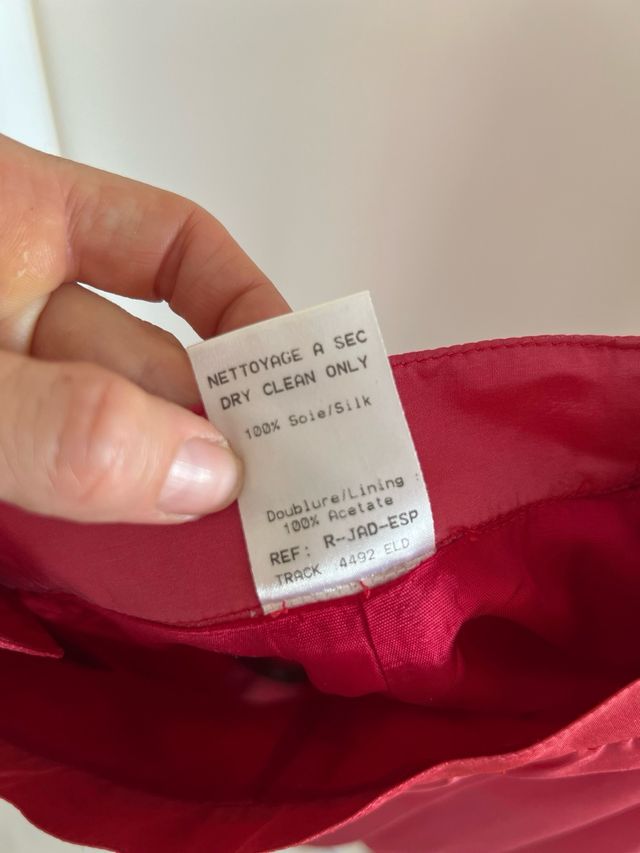 NETTOYAGE A SEC
DRY CLEAN ONLY
100% Soie/Silk
Doublure/Lining :
100% Acetate
REF: R-JAD-ESP
TRACK :4492 ELD